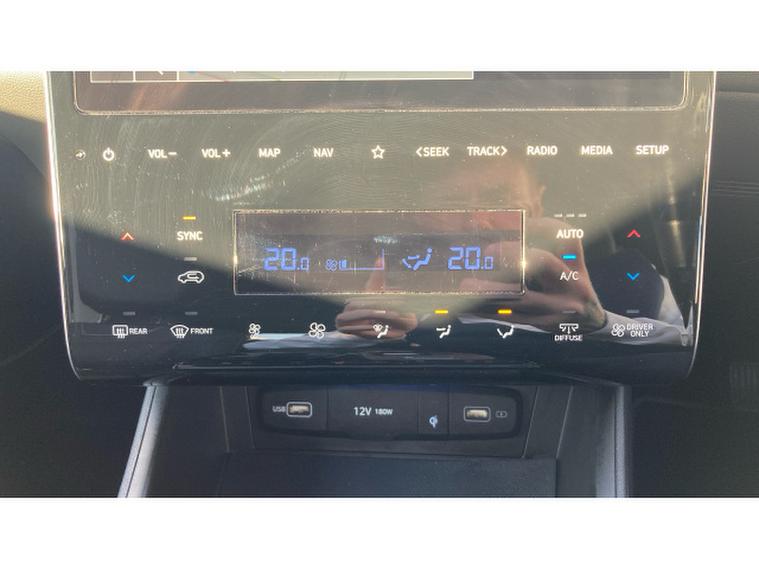 VOL− VOL+ MAP NAV ☆ <SEEK TRACK> RADIO MEDIA SETUP
SYNC AUTO
20.0 20.0
A/C
REAR FRONT DIFFUSE DRIVER ONLY
USB 12V 180W